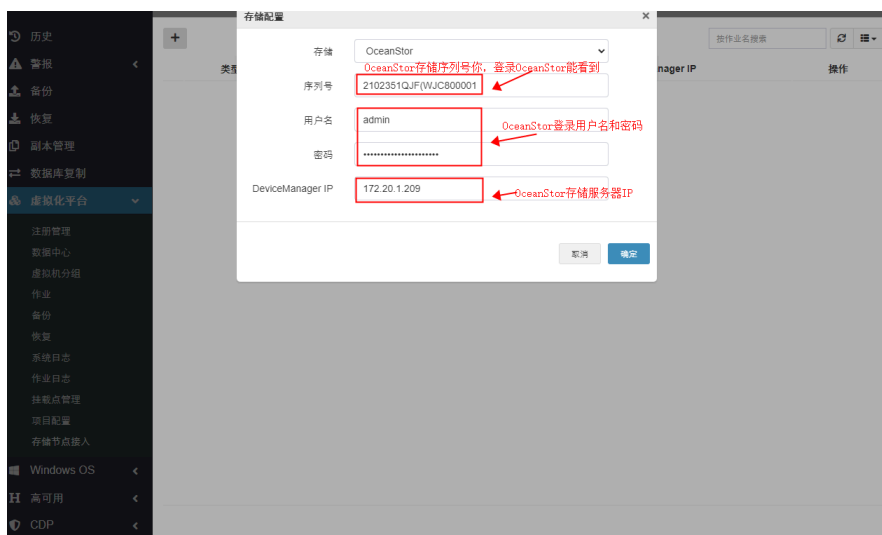 存储配置
×
历史
警报
备份
恢复
副本管理
数据库复制
虚拟化平台
注册管理
数据中心
虚拟机分组
作业
备份
恢复
系统日志
作业日志
挂载点管理
项目配置
存储节点接入
Windows OS
高可用
CDP
+
按作业名搜索
nager IP
操作
存储
OceanStor
OceanStor存储序列号你，登录OceanStor能看到
序列号
2102351QJF(WJC800001
用户名
admin
OceanStor登录用户名和密码
密码
DeviceManager IP
172.20.1.209
OceanStor存储服务器IP
取消
确定